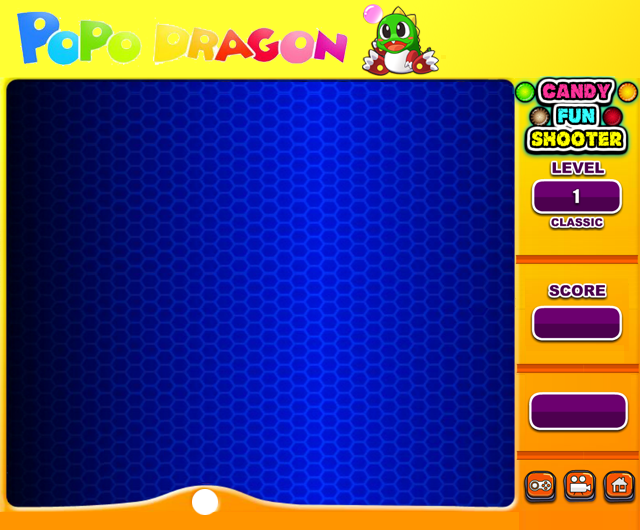 POPO DRAGON
CANDY
FUN
SHOOTER
LEVEL
1
CLASSIC
SCORE